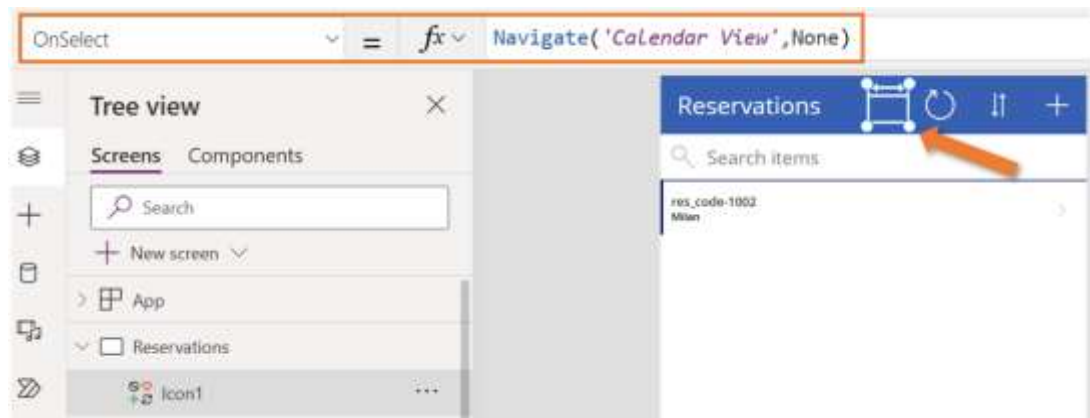 OnSelect = fx Navigate('Calendar View',None)
Tree view
Screens Components
Search
New screen
App
Reservations
Icon1
Reservations
Search items
res_code-1002
Milan